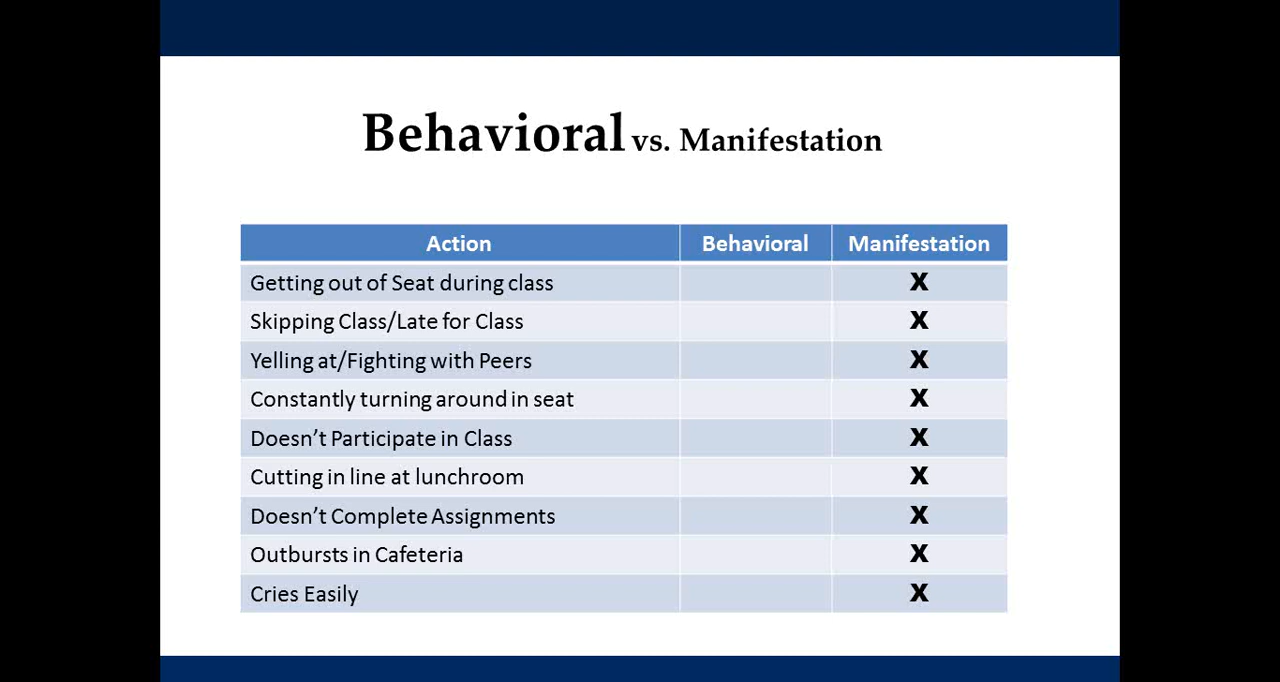 Behavioral vs. Manifestation
Action Behavioral Manifestation
Getting out of Seat during class X
Skipping Class/Late for Class X
Yelling at/Fighting with Peers X
Constantly turning around in seat X
Doesn’t Participate in Class X
Cutting in line at lunchroom X
Doesn’t Complete Assignments X
Outbursts in Cafeteria X
Cries Easily X